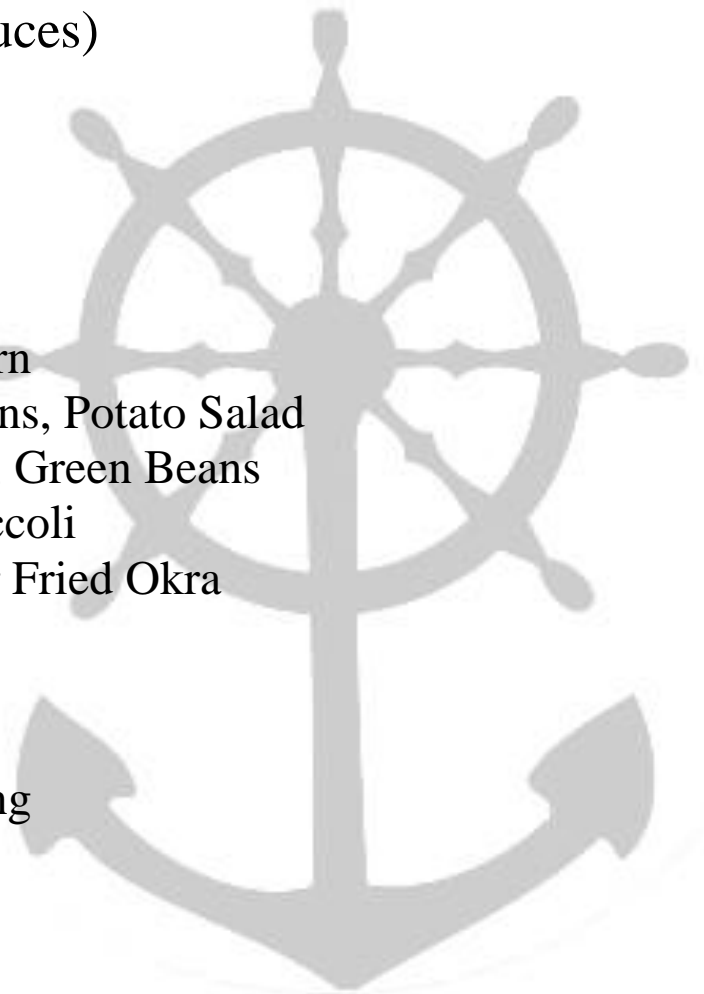 uces)
rn
ns, Potato Salad
Green Beans
ccoli
Fried Okra
ng